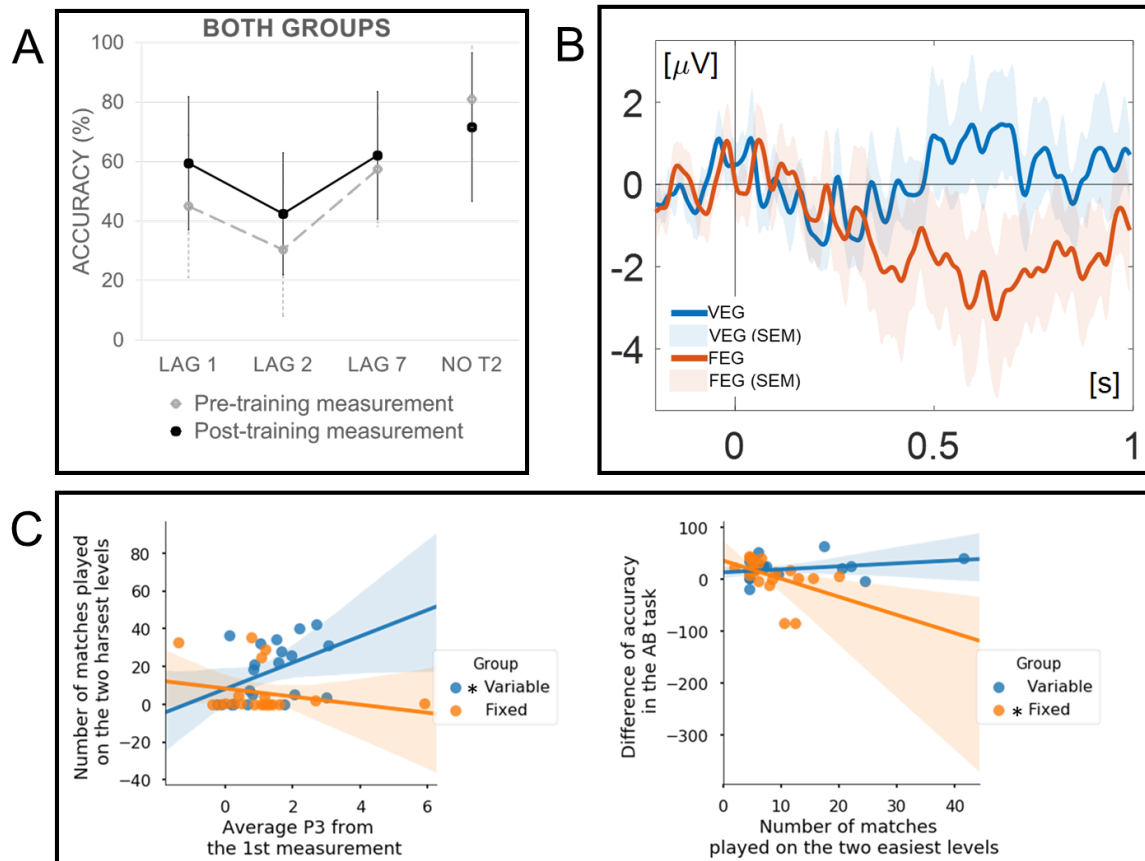 A
BOTH GROUPS
ACCURACY (%)
100
80
60
40
20
0
LAG 1 LAG 2 LAG 7 NO T2
Pre-training measurement
Post-training measurement
B
[µV]
2
0
-2
-4
VEG
VEG (SEM)
FEG
FEG (SEM)
[s]
0 0.5 1
C
Number of matches played
on the two harsest levels
80
60
40
20
0
−20
−40
0 2 4 6
Average P3 from
the 1st measurement
Group
* Variable
Fixed
Difference of accuracy
in the AB task
100
0
−100
−200
−300
0 10 20 30 40
Number of matches
played on the two easiest levels
Group
Variable
* Fixed